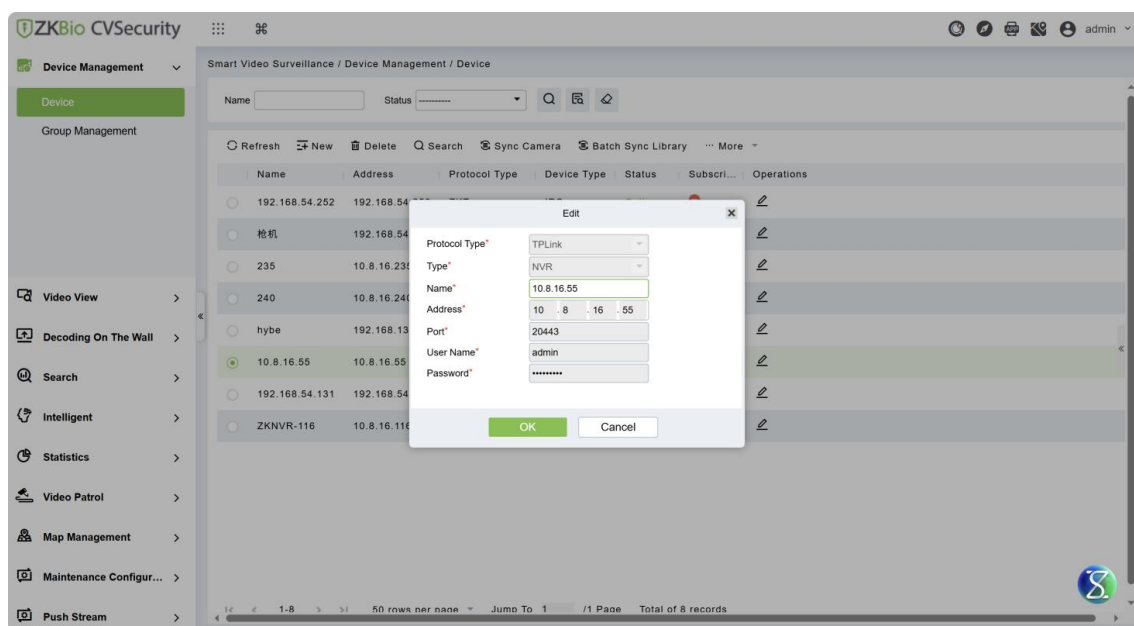 ZKBio CVSecurity
admin
Device Management
Device
Group Management
Video View
Decoding On The Wall
Search
Intelligent
Statistics
Video Patrol
Map Management
Maintenance Configur...
Push Stream
Smart Video Surveillance / Device Management / Device
Name Status ----------
Refresh New Delete Search Sync Camera Batch Sync Library ··· More
Name Address Protocol Type Device Type Status Subscri... Operations
192.168.54.252 192.168.54
枪机 192.168.54
235 10.8.16.235
240 10.8.16.240
hybe 192.168.13
10.8.16.55 10.8.16.55
192.168.54.131 192.168.54
ZKNVR-116 10.8.16.116
Edit
Protocol Type* TPLink
Type* NVR
Name* 10.8.16.55
Address* 10 . 8 . 16 . 55
Port* 20443
User Name* admin
Password* •••••••••
OK Cancel
1-8 50 rows per page Jump To 1 /1 Page Total of 8 records